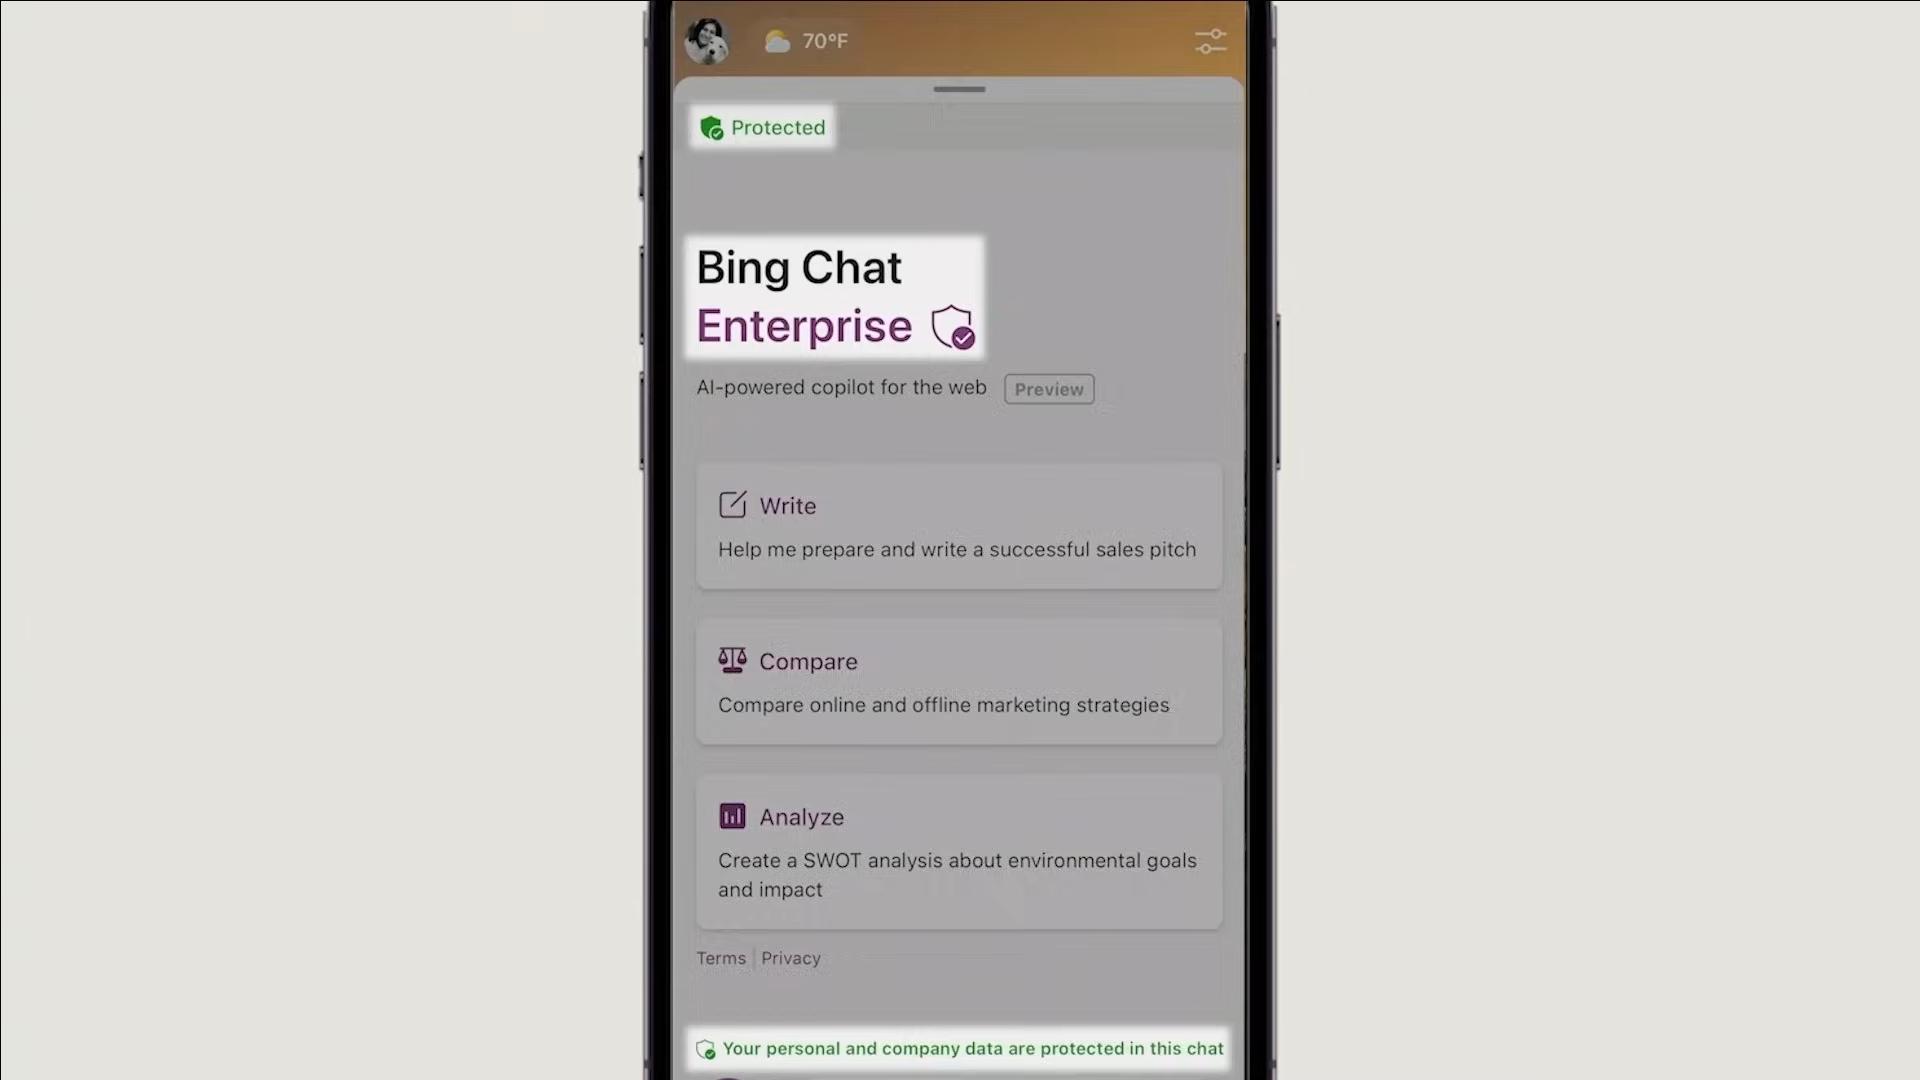 70°F
Protected
Bing Chat
Enterprise
AI-powered copilot for the web Preview
Write
Help me prepare and write a successful sales pitch
Compare
Compare online and offline marketing strategies
Analyze
Create a SWOT analysis about environmental goals
and impact
Terms | Privacy
Your personal and company data are protected in this chat